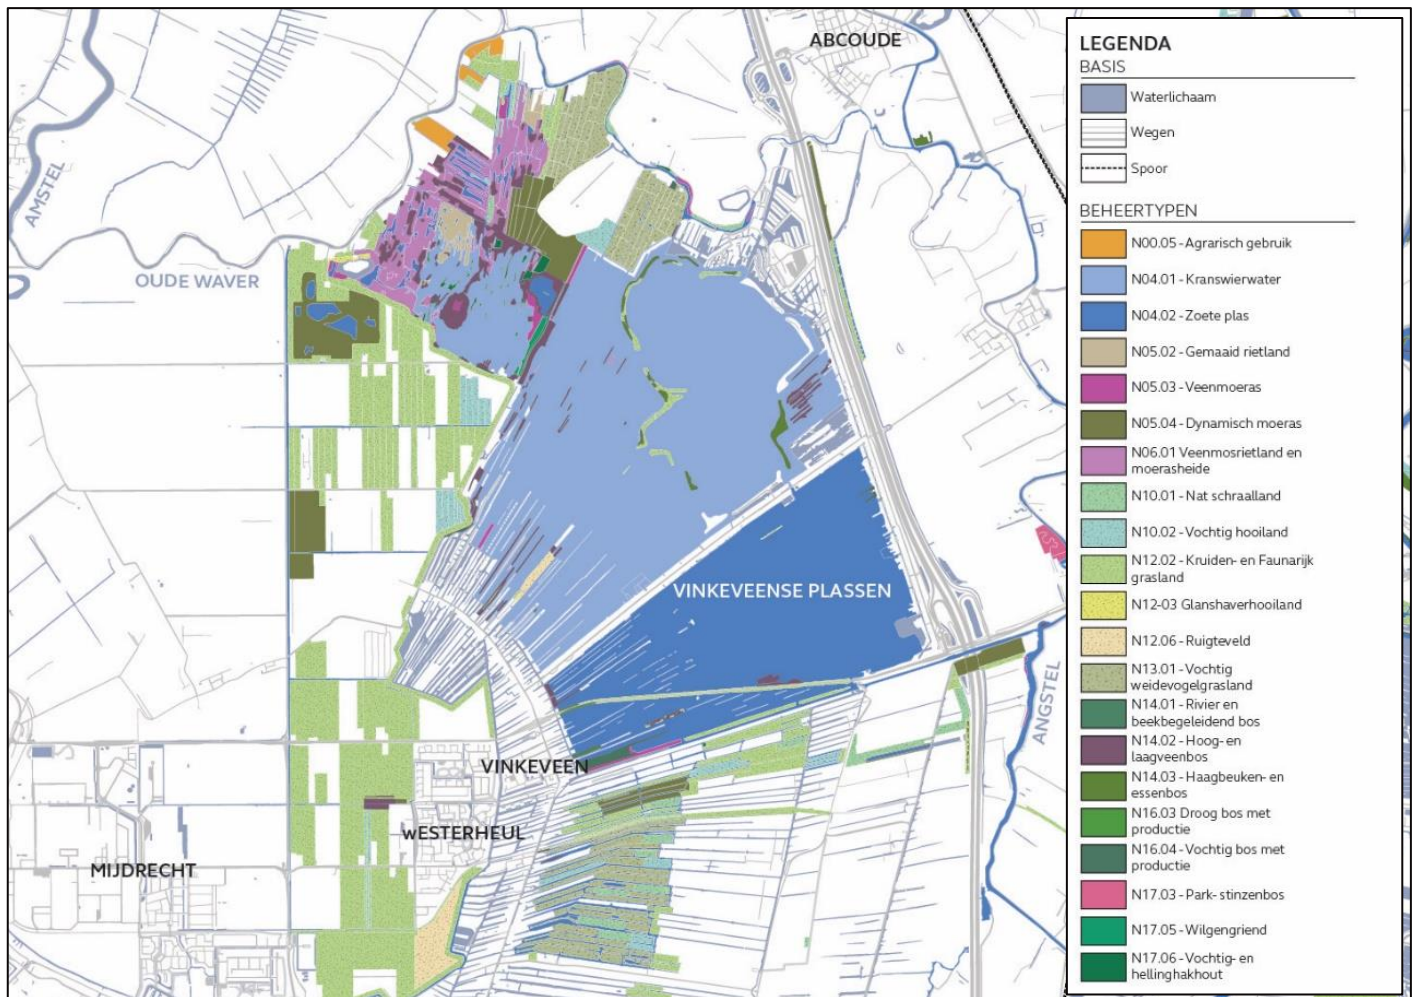 ABCOUDE
AMSTEL
OUDE WAVER
VINKEVEENSE PLASSEN
ANGSTEL
VINKEVEEN
wESTERHEUL
MIJDRECHT
LEGENDA
BASIS
Waterlichaam
Wegen
Spoor
BEHEERTYPEN
N00.05 - Agrarisch gebruik
N04.01 - Kranswierwater
N04.02 - Zoete plas
N05.02 - Gemaaid rietland
N05.03 - Veenmoeras
N05.04 - Dynamisch moeras
N06.01 Veenmosrietland en
moerasheide
N10.01 - Nat schraalland
N10.02 - Vochtig hooiland
N12.02 - Kruiden- en Faunarijk
grasland
N12-03 Glanshaverhooiland
N12.06 - Ruigteveld
N13.01 - Vochtig
weidevogelgrasland
N14.01 - Rivier en
beekbegeleidend bos
N14.02 - Hoog- en
laagveenbos
N14.03 - Haagbeuken- en
essenbos
N16.03 Droog bos met
productie
N16.04 - Vochtig bos met
productie
N17.03 - Park- stinzenbos
N17.05 - Wilgengriend
N17.06 - Vochtig- en
hellinghakhout